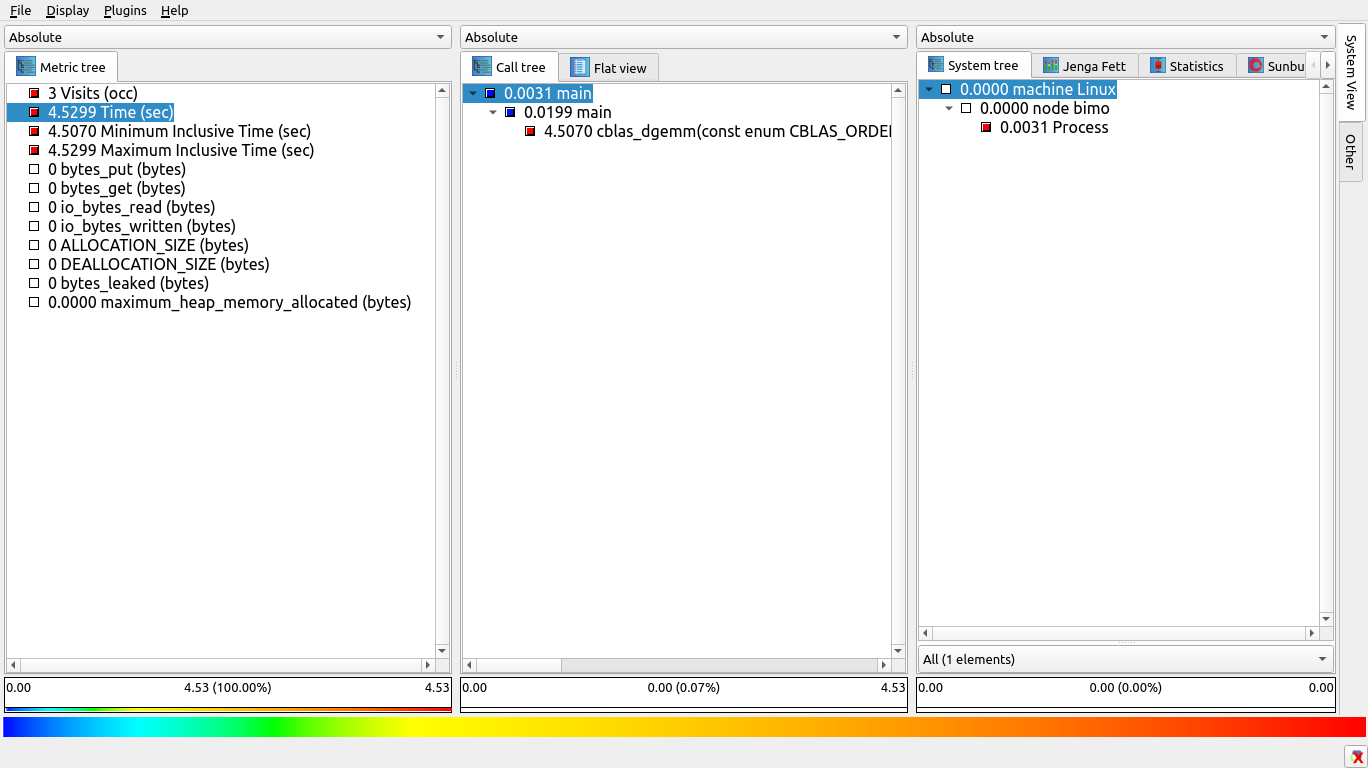 File Display Plugins Help
Absolute
Metric tree
3 Visits (occ)
4.5299 Time (sec)
4.5070 Minimum Inclusive Time (sec)
4.5299 Maximum Inclusive Time (sec)
0 bytes_put (bytes)
0 bytes_get (bytes)
0 io_bytes_read (bytes)
0 io_bytes_written (bytes)
0 ALLOCATION_SIZE (bytes)
0 DEALLOCATION_SIZE (bytes)
0 bytes_leaked (bytes)
0.0000 maximum_heap_memory_allocated (bytes)
0.00 4.53 (100.00%) 4.53
Absolute
Call tree Flat view
0.0031 main
0.0199 main
4.5070 cblas_dgemm(const enum CBLAS_ORDE
0.00 0.00 (0.07%) 4.53
Absolute
System tree Jenga Fett Statistics Sunbu
0.0000 machine Linux
0.0000 node bimo
0.0031 Process
All (1 elements)
0.00 0.00 (0.00%) 0.00
System View
Other